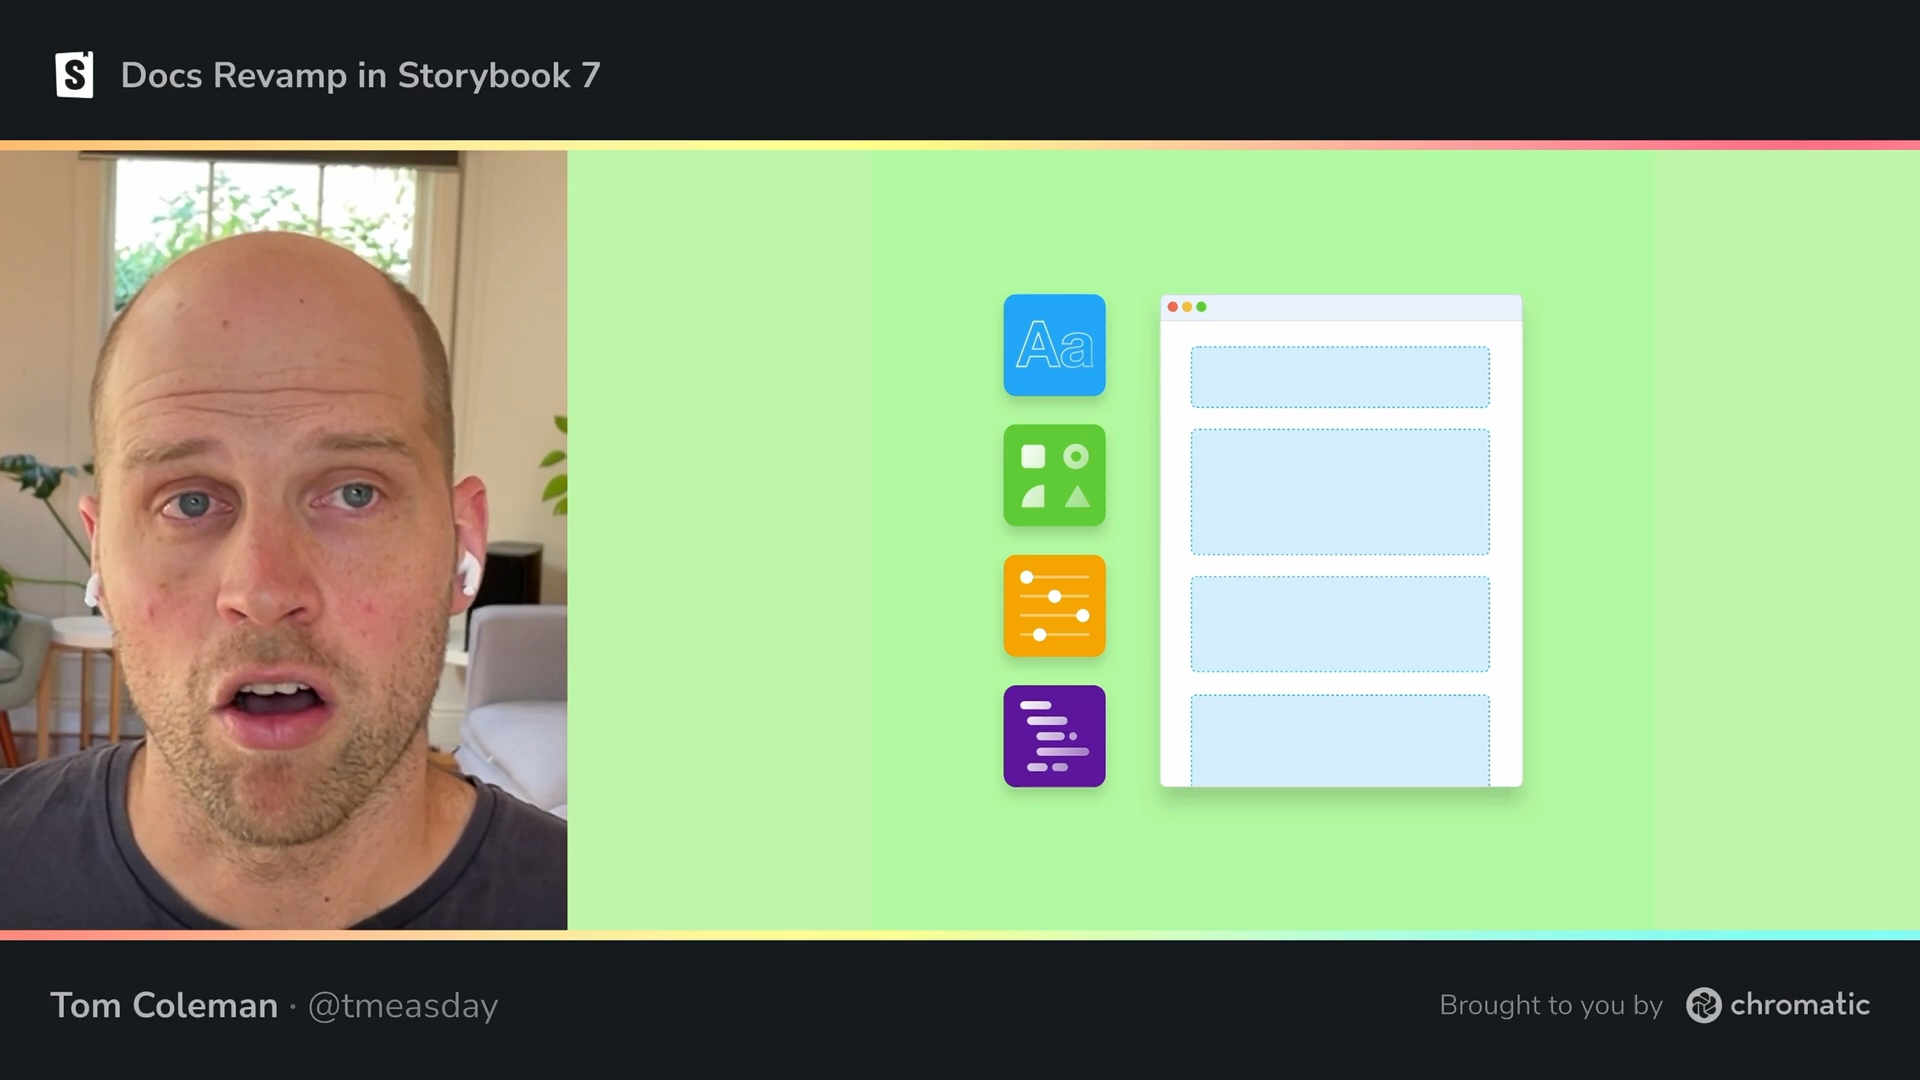 S
Docs Revamp in Storybook 7
Aa
Tom Coleman · @tmeasday
Brought to you by chromatic